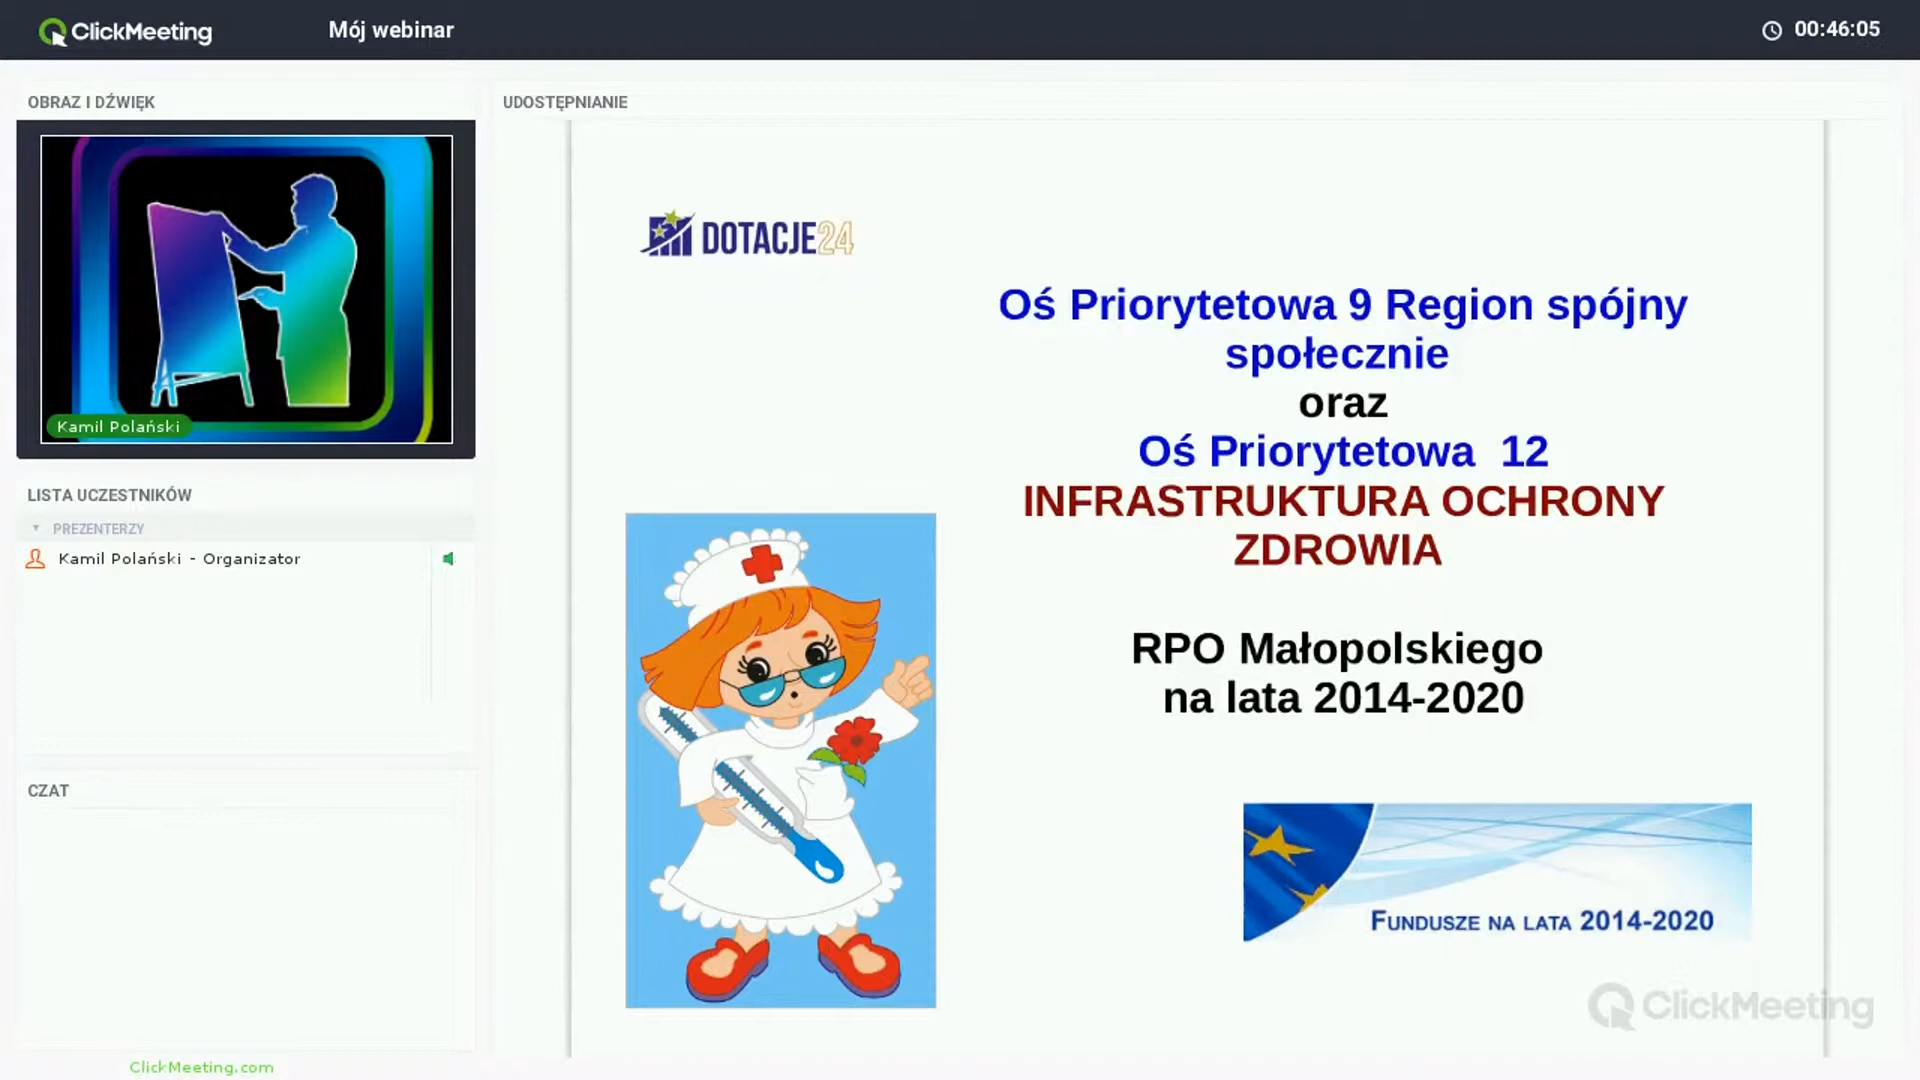 ClickMeeting
Mój webinar
00:46:05
OBRAZ I DŹWIĘK
Kamil Polański
LISTA UCZESTNIKÓW
PREZENTERZY
Kamil Polański - Organizator
CZAT
ClickMeeting.com
UDOSTĘPNIANIE
DOTACJE24
Oś Priorytetowa 9 Region spójny
społecznie
oraz
Oś Priorytetowa 12
INFRASTRUKTURA OCHRONY
ZDROWIA
RPO Małopolskiego
na lata 2014-2020
FUNDUSZE NA LATA 2014-2020
ClickMeeting